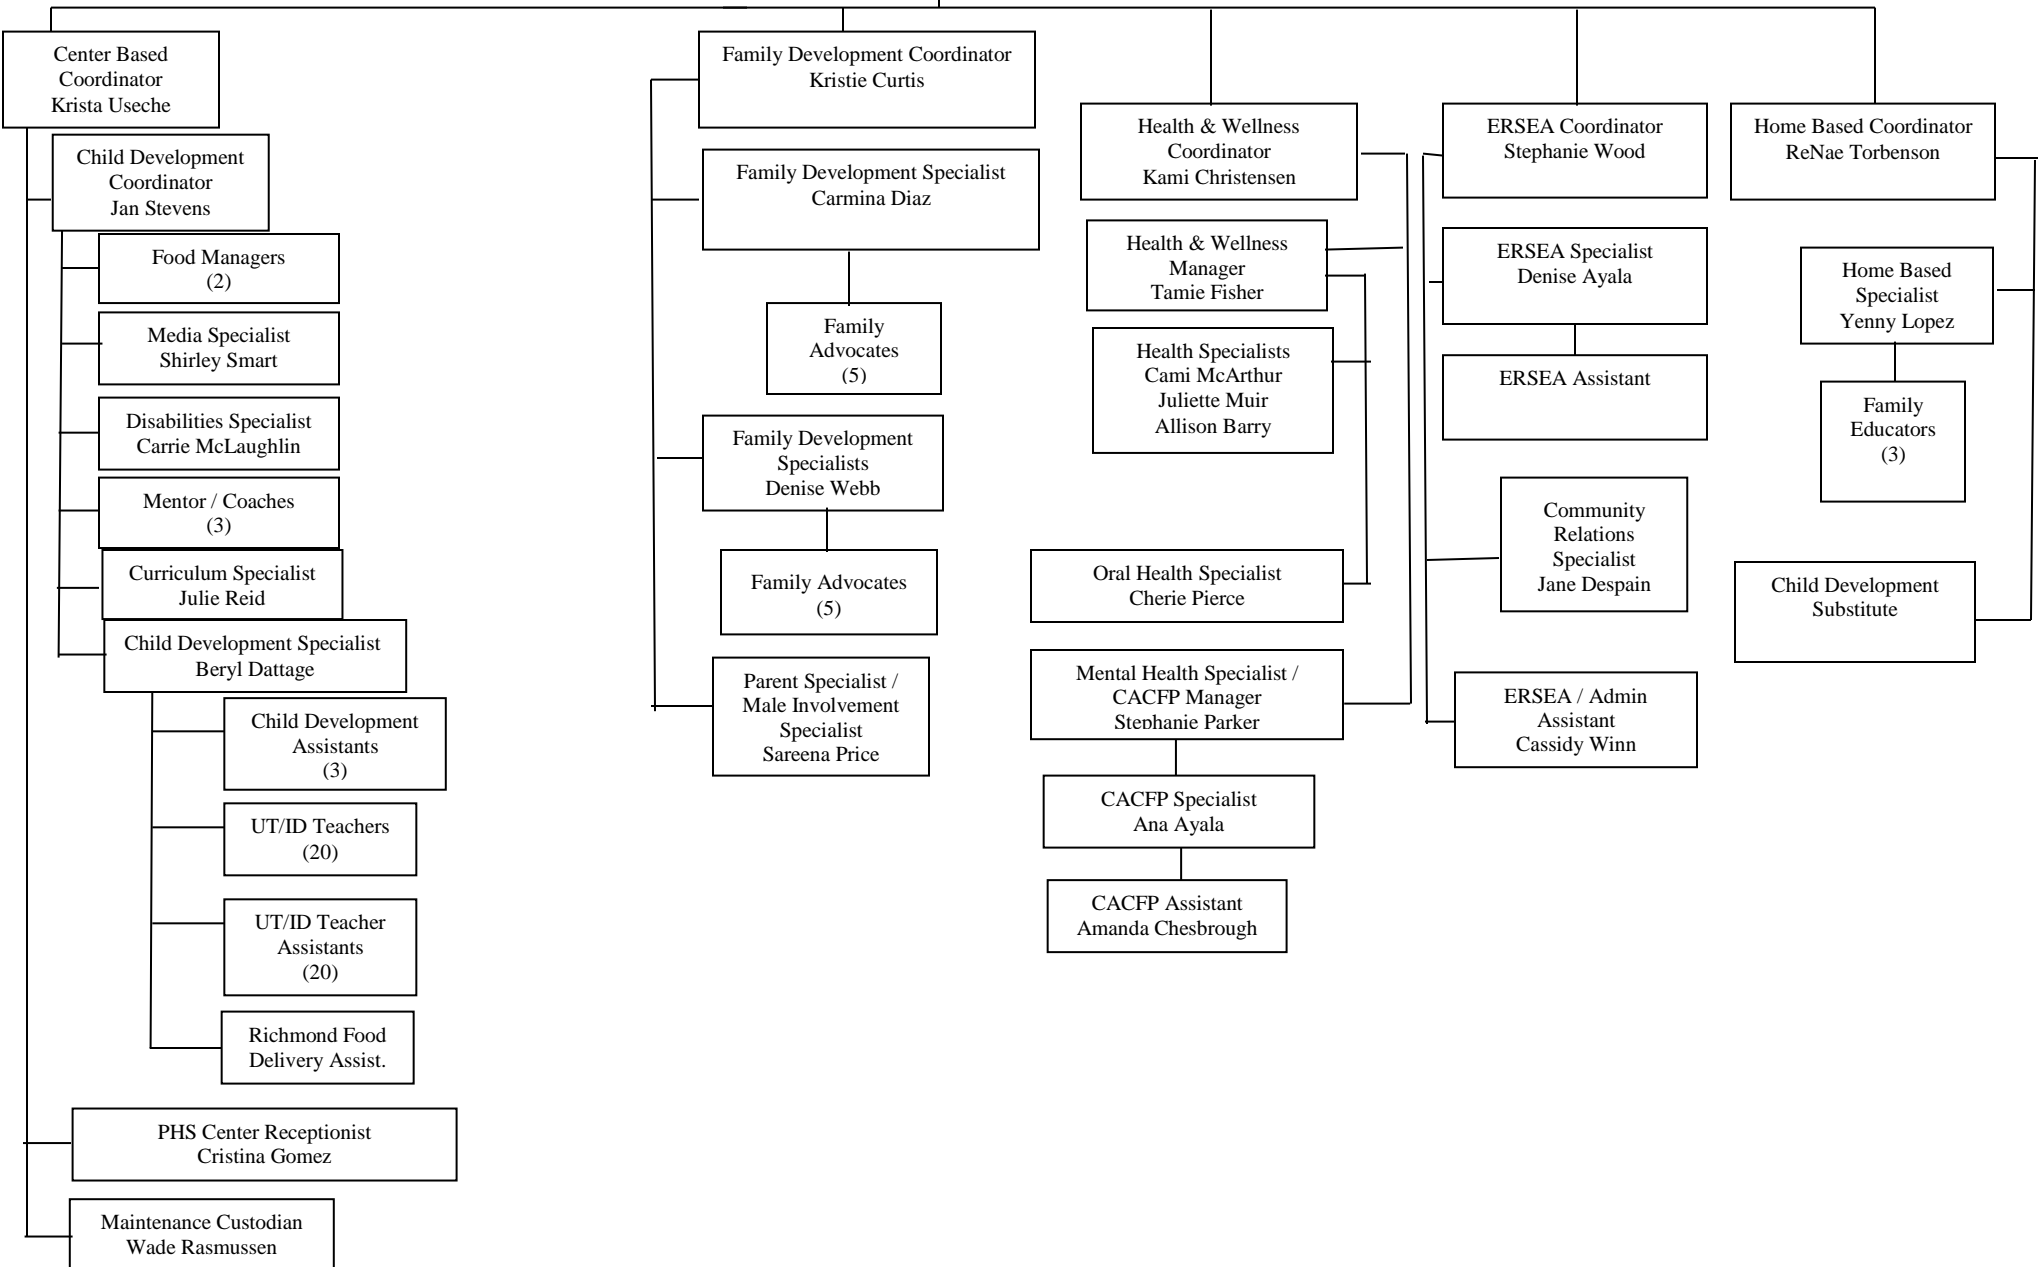 Center Based
Coordinator
Krista Useche
Child Development
Coordinator
Jan Stevens
Food Managers
(2)
Media Specialist
Shirley Smart
Disabilities Specialist
Carrie McLaughlin
Mentor / Coaches
(3)
Curriculum Specialist
Julie Reid
Child Development Specialist
Beryl Dattage
Child Development
Assistants
(3)
UT/ID Teachers
(20)
UT/ID Teacher
Assistants
(20)
Richmond Food
Delivery Assist.
PHS Center Receptionist
Cristina Gomez
Maintenance Custodian
Wade Rasmussen
Family Development Coordinator
Kristie Curtis
Family Development Specialist
Carmina Diaz
Family
Advocates
(5)
Family Development
Specialists
Denise Webb
Family Advocates
(5)
Parent Specialist /
Male Involvement
Specialist
Sareena Price
Health & Wellness
Coordinator
Kami Christensen
Health & Wellness
Manager
Tamie Fisher
Health Specialists
Cami McArthur
Juliette Muir
Allison Barry
Oral Health Specialist
Cherie Pierce
Mental Health Specialist /
CACFP Manager
Stephanie Parker
CACFP Specialist
Ana Ayala
CACFP Assistant
Amanda Chesbrough
ERSEA Coordinator
Stephanie Wood
ERSEA Specialist
Denise Ayala
ERSEA Assistant
Community
Relations
Specialist
Jane Despain
ERSEA / Admin
Assistant
Cassidy Winn
Home Based Coordinator
ReNae Torbenson
Home Based
Specialist
Yenny Lopez
Family
Educators
(3)
Child Development
Substitute